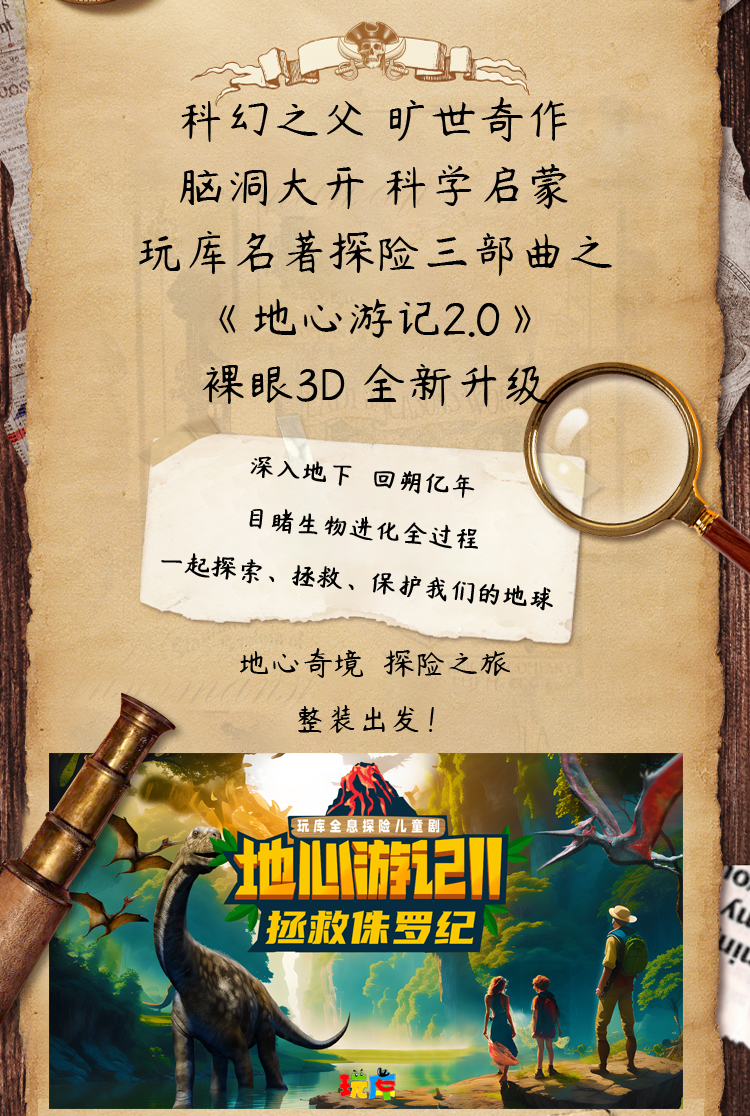 科幻之父 旷世奇作
脑洞大开 科学启蒙
玩库名著探险三部曲之
《地心游记2.0》
裸眼3D 全新升级
深入地下 回朔亿年
目睹生物进化全过程
一起探索、拯救、保护我们的地球
地心奇境 探险之旅
整装出发！
玩库全息探险儿童剧
地心游记II
拯救侏罗纪
玩库